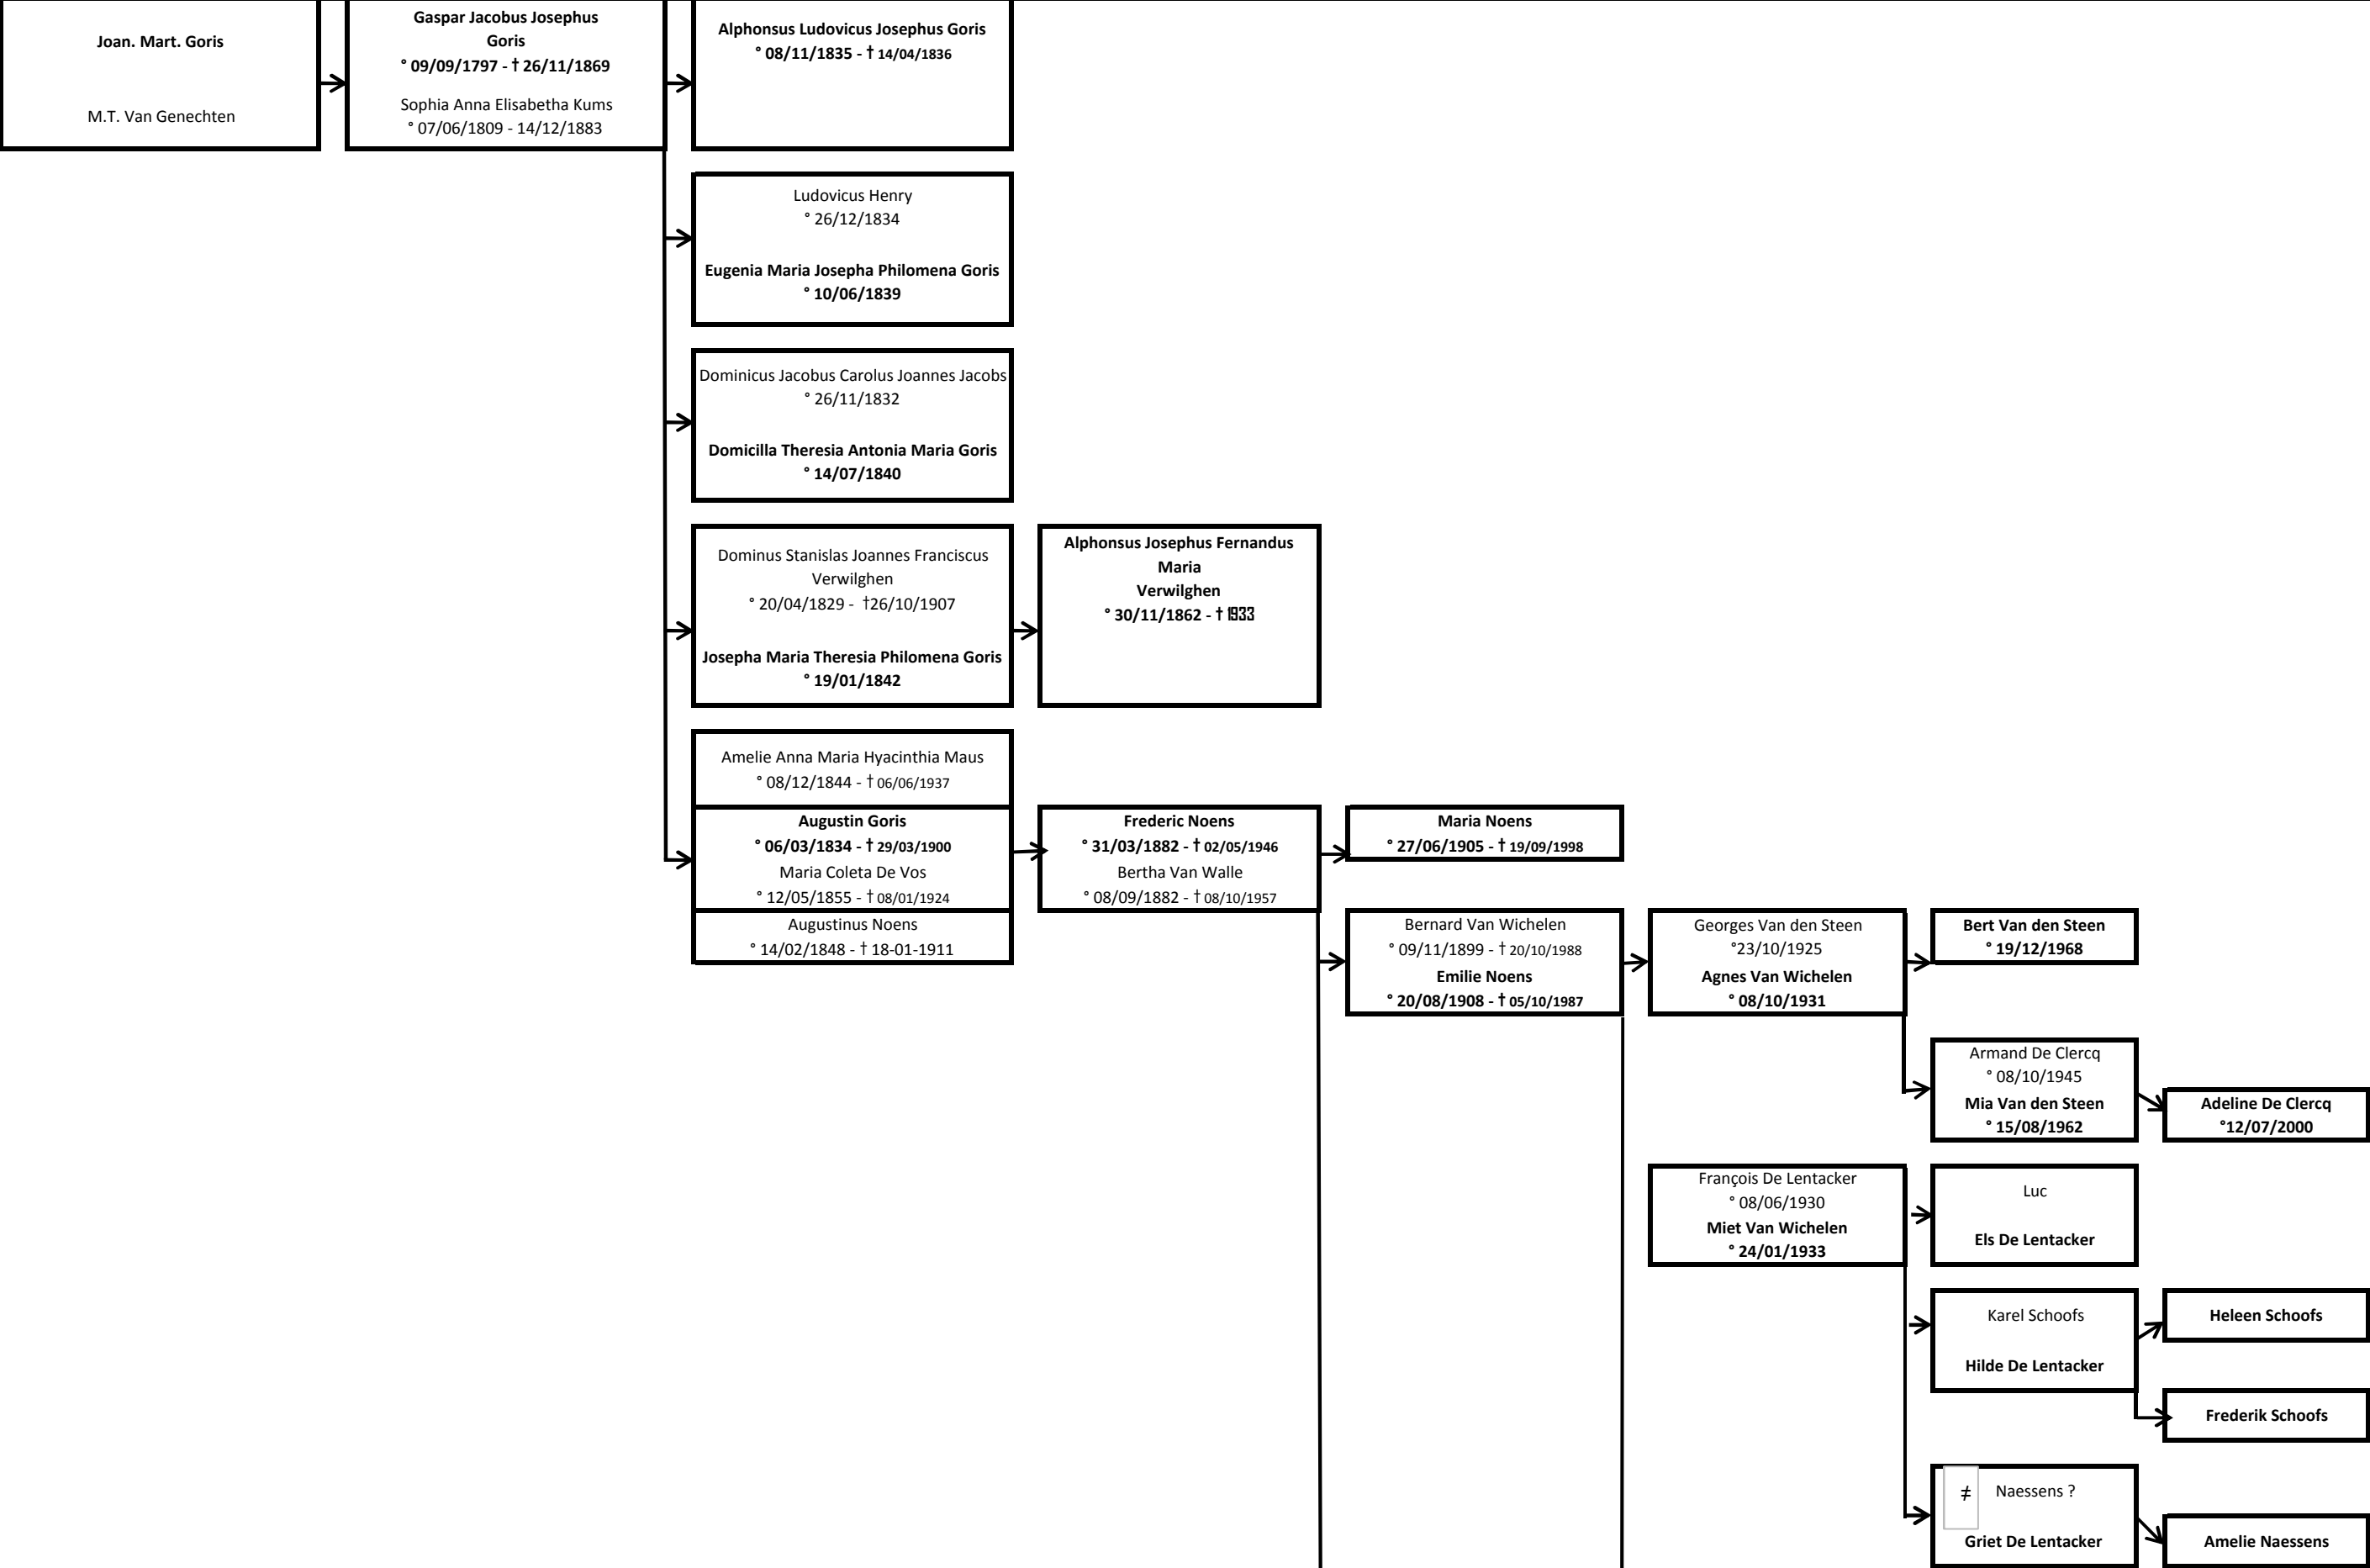 Joan. Mart. Goris
M.T. Van Genechten
Gaspar Jacobus Josephus
Goris
° 09/09/1797 - † 26/11/1869
Sophia Anna Elisabetha Kums
° 07/06/1809 - 14/12/1883
Alphonsus Ludovicus Josephus Goris
° 08/11/1835 - † 14/04/1836
Ludovicus Henry
° 26/12/1834
Eugenia Maria Josepha Philomena Goris
° 10/06/1839
Dominicus Jacobus Carolus Joannes Jacobs
° 26/11/1832
Domicilla Theresia Antonia Maria Goris
° 14/07/1840
Dominus Stanislas Joannes Franciscus
Verwilghen
° 20/04/1829 - †26/10/1907
Josepha Maria Theresia Philomena Goris
° 19/01/1842
Alphonsus Josephus Fernandus
Maria
Verwilghen
° 30/11/1862 - † 1933
Amelie Anna Maria Hyacinthia Maus
° 08/12/1844 - † 06/06/1937
Augustin Goris
° 06/03/1834 - † 29/03/1900
Maria Coleta De Vos
° 12/05/1855 - † 08/01/1924
Augustinus Noens
° 14/02/1848 - † 18-01-1911
Frederic Noens
° 31/03/1882 - † 02/05/1946
Bertha Van Walle
° 08/09/1882 - † 08/10/1957
Maria Noens
° 27/06/1905 - † 19/09/1998
Bernard Van Wichelen
° 09/11/1899 - † 20/10/1988
Emilie Noens
° 20/08/1908 - † 05/10/1987
Georges Van den Steen
°23/10/1925
Agnes Van Wichelen
° 08/10/1931
Bert Van den Steen
° 19/12/1968
Armand De Clercq
° 08/10/1945
Mia Van den Steen
° 15/08/1962
Adeline De Clercq
°12/07/2000
François De Lentacker
° 08/06/1930
Miet Van Wichelen
° 24/01/1933
Luc
Els De Lentacker
Karel Schoofs
Hilde De Lentacker
Heleen Schoofs
Frederik Schoofs
≠ Naessens ?
Griet De Lentacker
Amelie Naessens